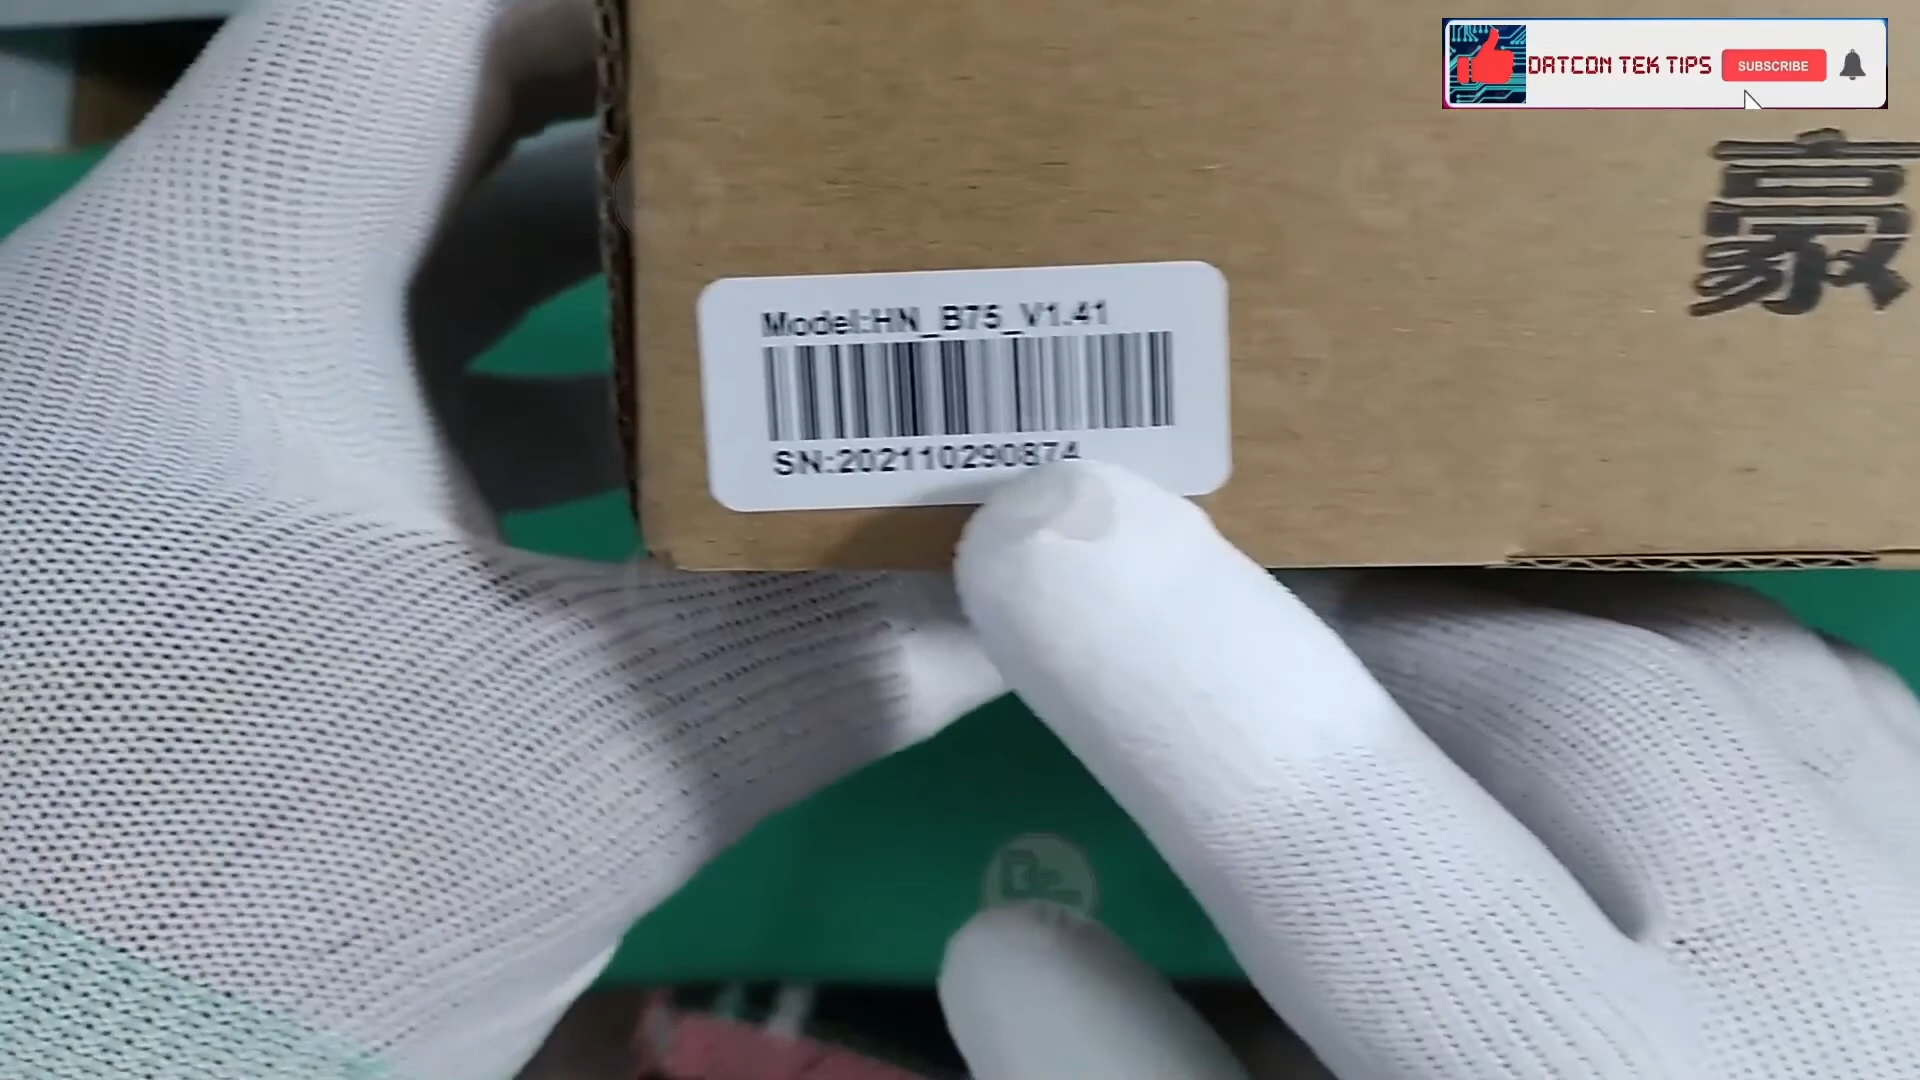 DATCON TEK TIPS
SUBSCRIBE
豪
Model:HN_B75_V1.41
SN:202110290874